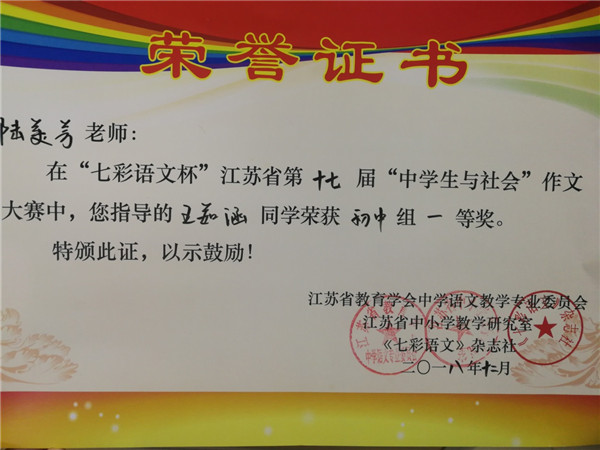 荣誉证书
陆美芳 老师：
在“七彩语文杯”江苏省第 十七 届“中学生与社会”作文
大赛中，您指导的 王茹涵 同学荣获 初中 组 一 等奖。
特颁此证，以示鼓励！
江苏省教育学会中学语文教学专业委员会
江苏省中小学教学研究室
《七彩语文》杂志社
二〇一八年十二月